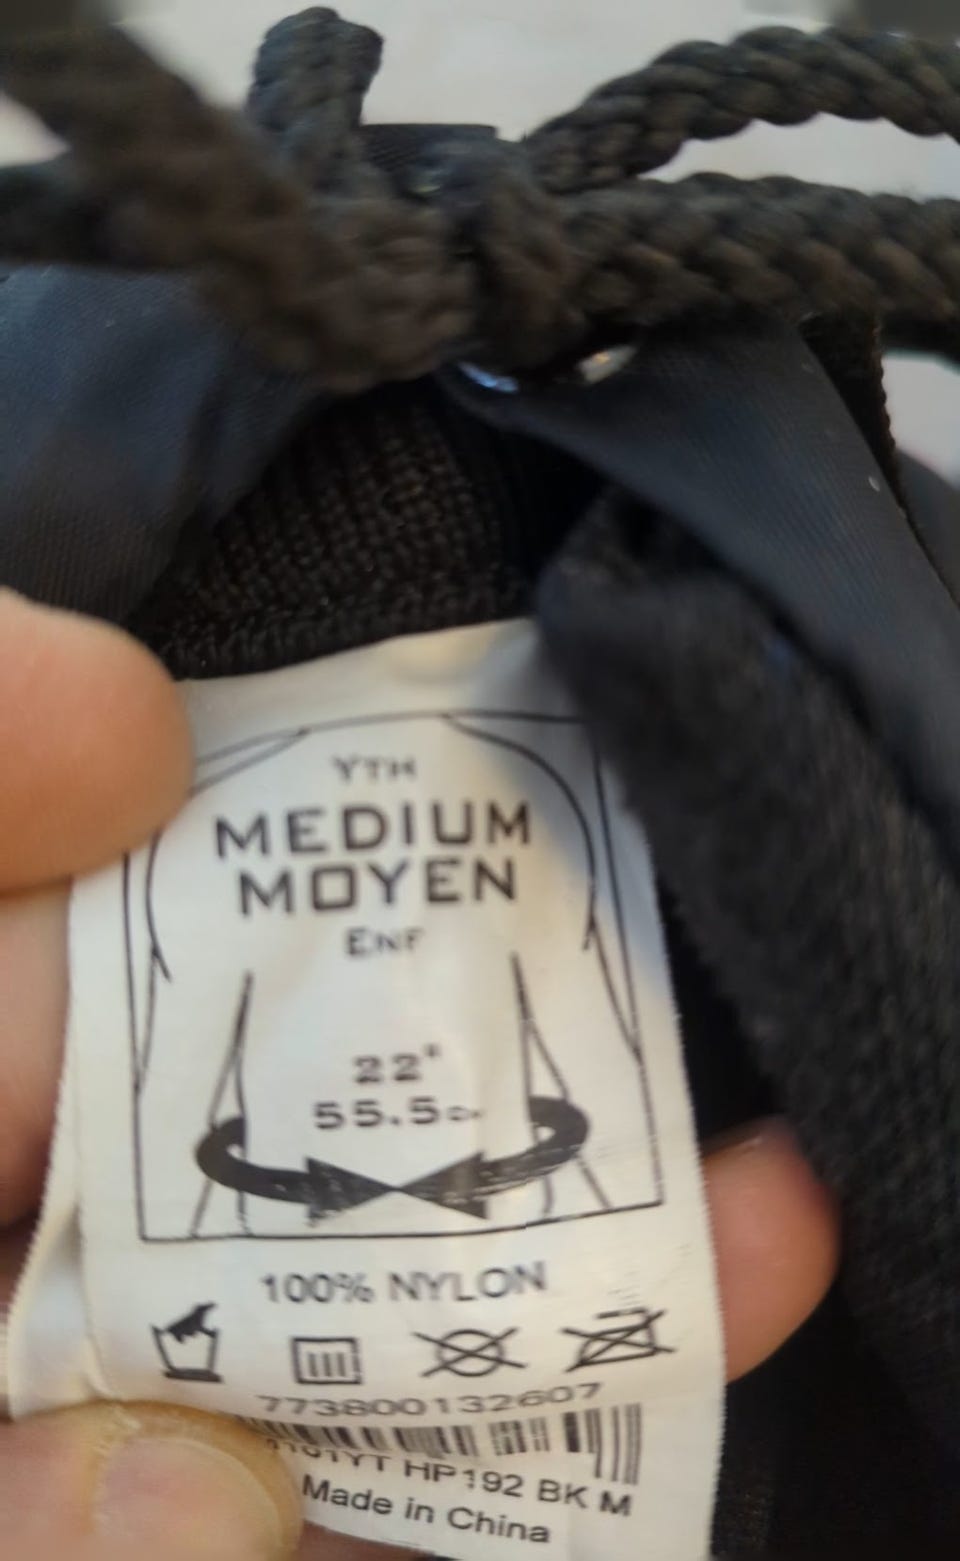 YTH
MEDIUM
MOYEN
ENF
22"
55.5
100% NYLON
773800132607
HP192 BK M
Made in China